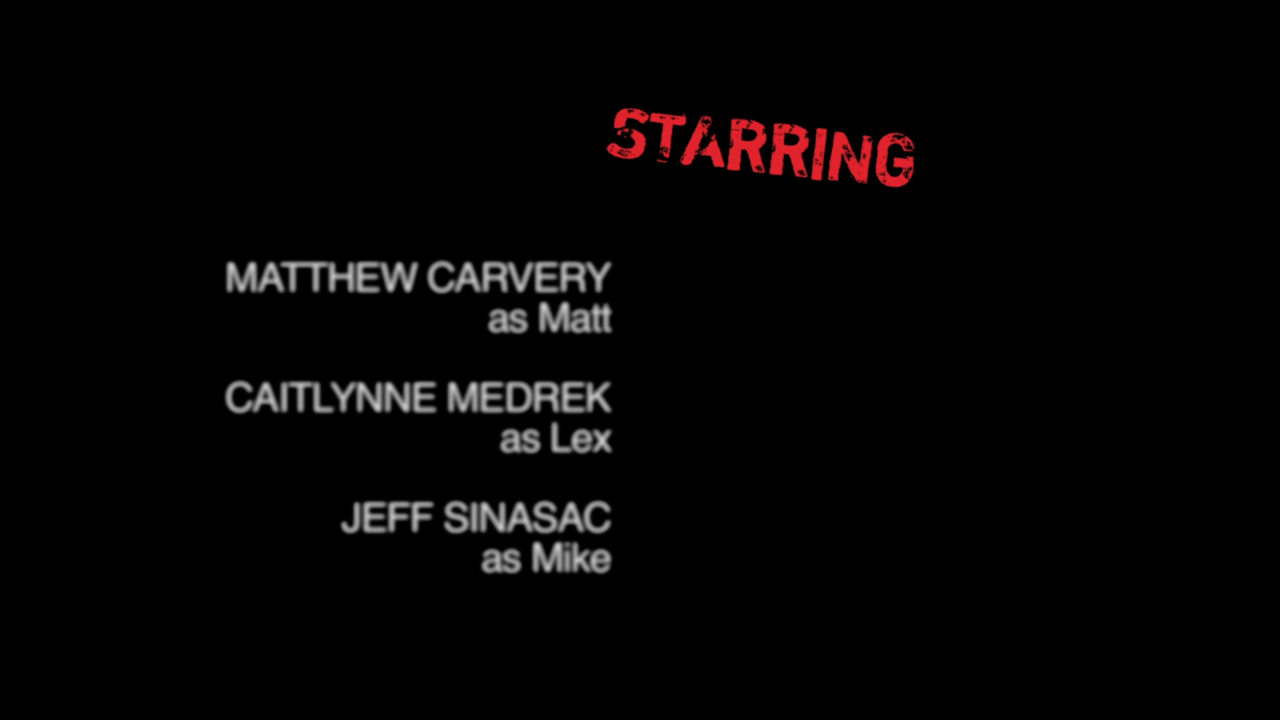 STARRING
MATTHEW CARVERY
as Matt
CAITLYNNE MEDREK
as Lex
JEFF SINASAC
as Mike